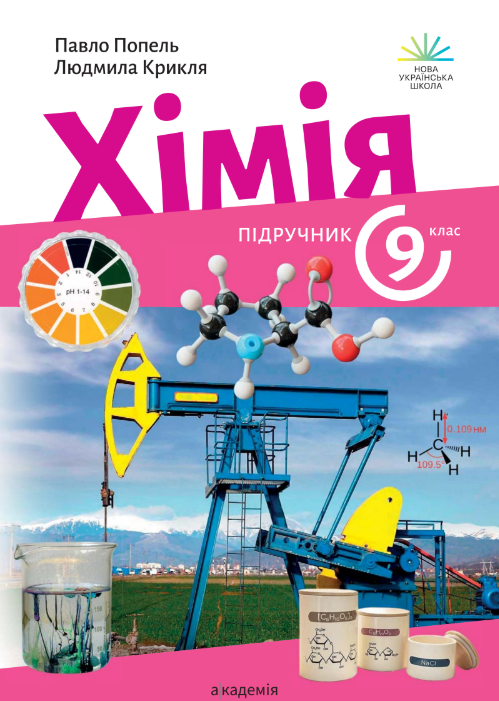 Павло Попель
Людмила Крикля
НОВА
УКРАЇНСЬКА
ШКОЛА
Хімія
ПІДРУЧНИК 9 клас
pH 1-14
H
0.109 нм
C
H
H
109.5°
H
NaCl
академія